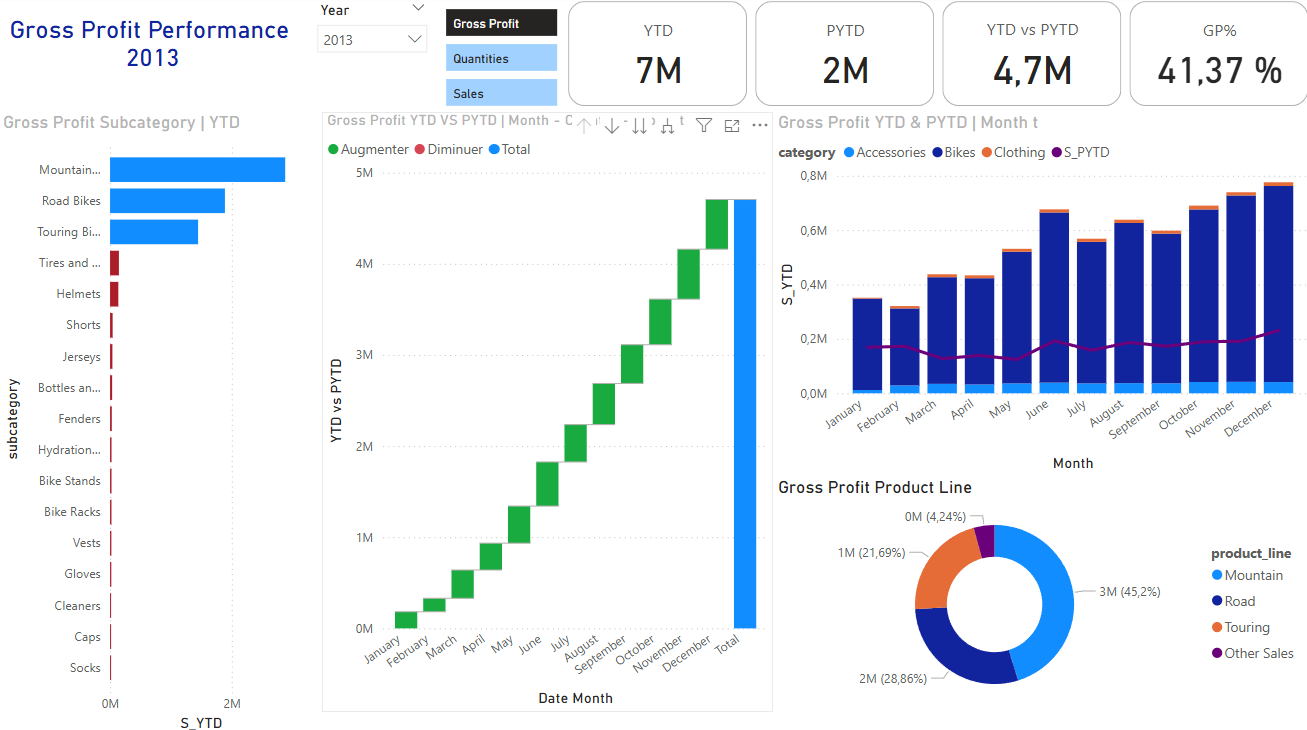 Gross Profit Performance
2013
Year
2013
Gross Profit
Quantities
Sales
YTD
7M
PYTD
2M
YTD vs PYTD
4,7M
GP%
41,37 %
Gross Profit Subcategory | YTD
subcategory
Mountain...
Road Bikes
Touring Bi...
Tires and ...
Helmets
Shorts
Jerseys
Bottles an...
Fenders
Hydration...
Bike Stands
Bike Racks
Vests
Gloves
Cleaners
Caps
Socks
0M
2M
S_YTD
Gross Profit YTD VS PYTD | Month -
Augmenter
Diminuer
Total
YTD vs PYTD
5M
4M
3M
2M
1M
0M
January
February
March
April
May
June
July
August
September
October
November
December
Total
Date Month
Gross Profit YTD & PYTD | Month t
category
Accessories
Bikes
Clothing
S_PYTD
S_YTD
0,8M
0,6M
0,4M
0,2M
0,0M
January
February
March
April
May
June
July
August
September
October
November
December
Month
Gross Profit Product Line
0M (4,24%)
1M (21,69%)
3M (45,2%)
2M (28,86%)
product_line
Mountain
Road
Touring
Other Sales